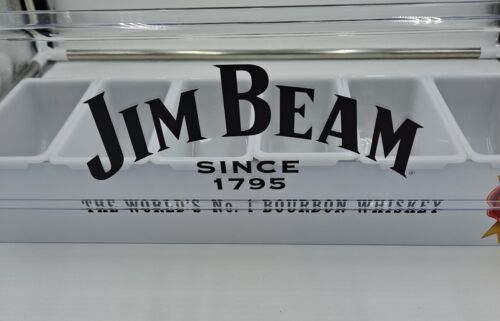 JIM BEAM
®
SINCE
1795
THE WORLD'S No. 1 BOURBON WHISKEY